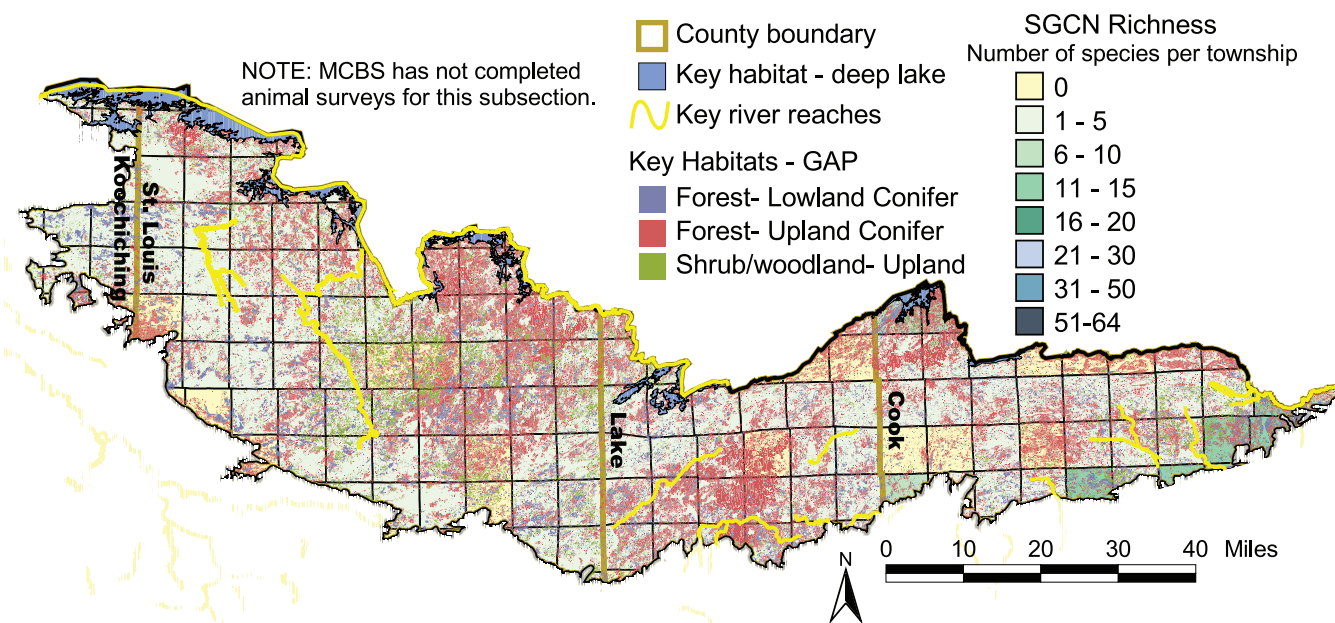 NOTE: MCBS has not completed
animal surveys for this subsection.
County boundary
Key habitat - deep lake
Key river reaches
Key Habitats - GAP
Forest- Lowland Conifer
Forest- Upland Conifer
Shrub/woodland- Upland
SGCN Richness
Number of species per township
0
1 - 5
6 - 10
11 - 15
16 - 20
21 - 30
31 - 50
51-64
Koochiching
St. Louis
Lake
Cook
N
0 10 20 30 40 Miles